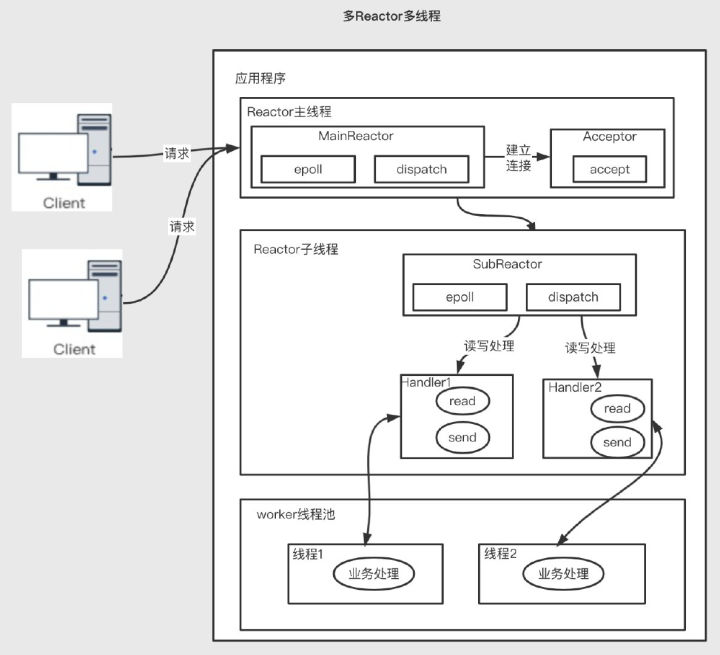 多Reactor多线程
应用程序
Reactor主线程
MainReactor
epoll
dispatch
建立
连接
Acceptor
accept
请求
Client
请求
Client
Reactor子线程
SubReactor
epoll
dispatch
读写处理
读写处理
Handler1
read
send
Handler2
read
send
worker线程池
线程1
业务处理
线程2
业务处理